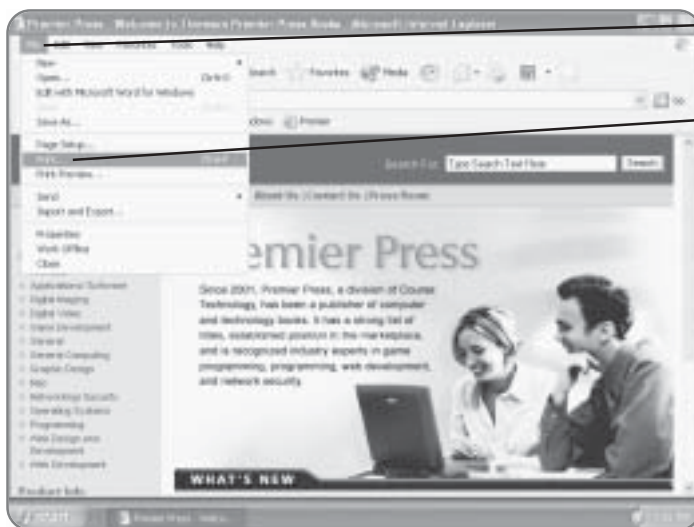 Premier Press - Welcome to Thomson Premier Press Books - Microsoft Internet Explorer
File Edit View Favorites Tools Help
New
Open... Ctrl+O
Edit with Microsoft Word for Windows
Save As...
Page Setup...
Print... Ctrl+P
Print Preview...
Send
Import and Export...
Properties
Work Offline
Close
Search Favorites Media
Go
Premier
Search For: Type Search Text Here Search
About Us | Contact Us | Press Room
Premier Press
Since 2001, Premier Press, a division of Course
Technology, has been a publisher of computer
and technology books. It has a strong list of
titles, established position in the marketplace,
and is recognized industry experts in game
programming, programming, web development,
and network security.
Applications/Software
Digital Imaging
Digital Video
Game Development
General
General Computing
Graphic Design
Mac
Networking/Security
Operating Systems
Programming
Web Design and
Development
Web Development
Product Info
WHAT'S NEW
start